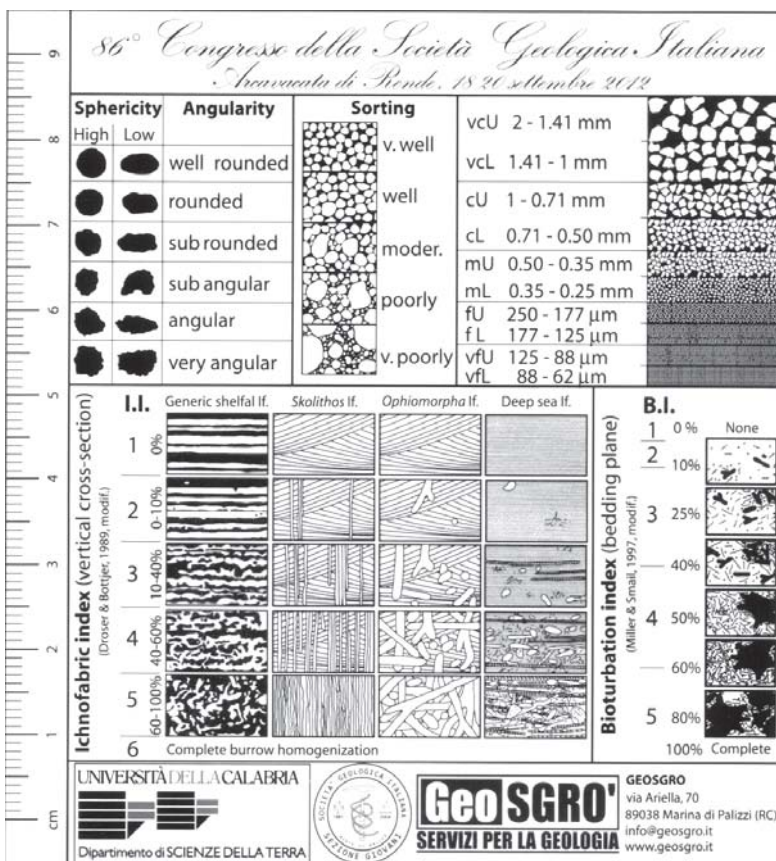 86° Congresso della Società Geologica Italiana
Arcavacata di Rende, 18 20 settembre 2012
Sphericity Angularity
High Low
well rounded
rounded
sub rounded
sub angular
angular
very angular
Sorting
v. well
well
moder.
poorly
v. poorly
vcU 2 - 1.41 mm
vcL 1.41 - 1 mm
cU 1 - 0.71 mm
cL 0.71 - 0.50 mm
mU 0.50 - 0.35 mm
mL 0.35 - 0.25 mm
fU 250 - 177 µm
fL 177 - 125 µm
vfU 125 - 88 µm
vfL 88 - 62 µm
Ichnofabric index (vertical cross-section)
(Droser & Bottjer, 1989, modif.)
I.I. Generic shelfal If. Skolithos If. Ophiomorpha If. Deep sea If.
1 0%
2 0-10%
3 10-40%
4 40-60%
5 60-100%
6 Complete burrow homogenization
Bioturbation index (bedding plane)
(Miller & Smail, 1997, modif.)
B.I.
1 0 % None
2 10%
3 25%
40%
4 50%
60%
5 80%
100% Complete
9
8
7
6
5
4
3
2
1
cm
UNIVERSITÀ DELLA CALABRIA
Dipartimento di SCIENZE DELLA TERRA
SOCIETA' GEOLOGICA ITALIANA
SEZIONE GIOVANI
Geo SGRO'
SERVIZI PER LA GEOLOGIA
GEOSGRO
via Ariella, 70
89038 Marina di Palizzi (RC)
info@geosgro.it
www.geosgro.it